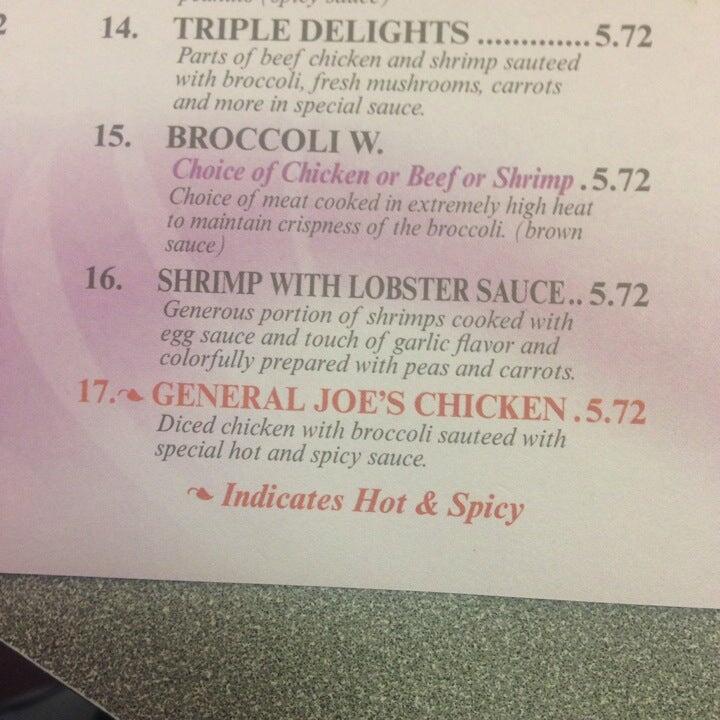 (spicy sauce)
14. TRIPLE DELIGHTS .............5.72
Parts of beef chicken and shrimp sauteed
with broccoli, fresh mushrooms, carrots
and more in special sauce.
15. BROCCOLI W.
Choice of Chicken or Beef or Shrimp .5.72
Choice of meat cooked in extremely high heat
to maintain crispness of the broccoli. (brown
sauce)
16. SHRIMP WITH LOBSTER SAUCE.. 5.72
Generous portion of shrimps cooked with
egg sauce and touch of garlic flavor and
colorfully prepared with peas and carrots.
17. GENERAL JOE'S CHICKEN .5.72
Diced chicken with broccoli sauteed with
special hot and spicy sauce.
Indicates Hot & Spicy